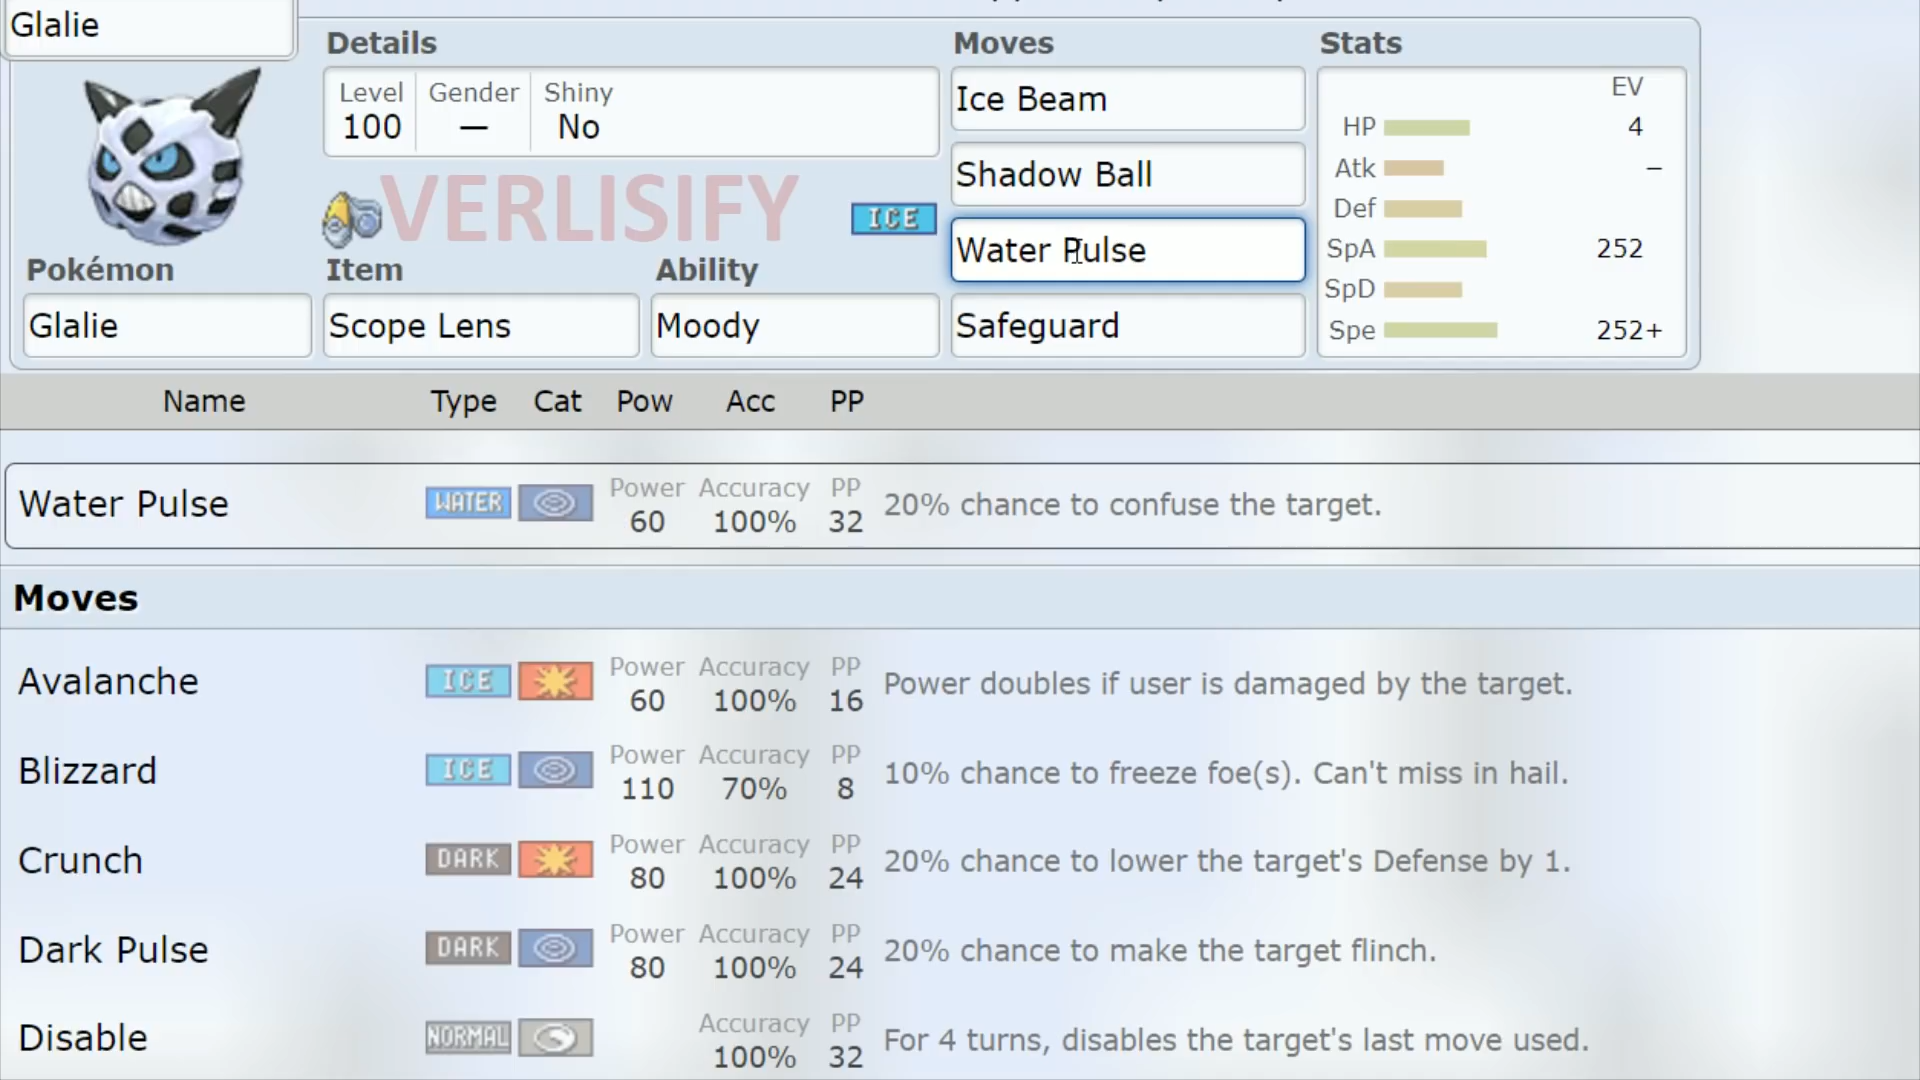 Glalie
Details
Moves
Stats
Level
Gender
Shiny
100
—
No
Ice Beam
EV
HP
4
Atk
–
Shadow Ball
Def
VERLISIFY
ICE
Water Pulse
SpA
252
SpD
Pokémon
Item
Ability
Glalie
Scope Lens
Moody
Safeguard
Spe
252+
Name
Type
Cat
Pow
Acc
PP
Water Pulse
WATER
Power
60
Accuracy
100%
PP
32
20% chance to confuse the target.
Moves
Avalanche
ICE
Power
60
Accuracy
100%
PP
16
Power doubles if user is damaged by the target.
Blizzard
ICE
Power
110
Accuracy
70%
PP
8
10% chance to freeze foe(s). Can't miss in hail.
Crunch
DARK
Power
80
Accuracy
100%
PP
24
20% chance to lower the target's Defense by 1.
Dark Pulse
DARK
Power
80
Accuracy
100%
PP
24
20% chance to make the target flinch.
Disable
NORMAL
Accuracy
100%
PP
32
For 4 turns, disables the target's last move used.